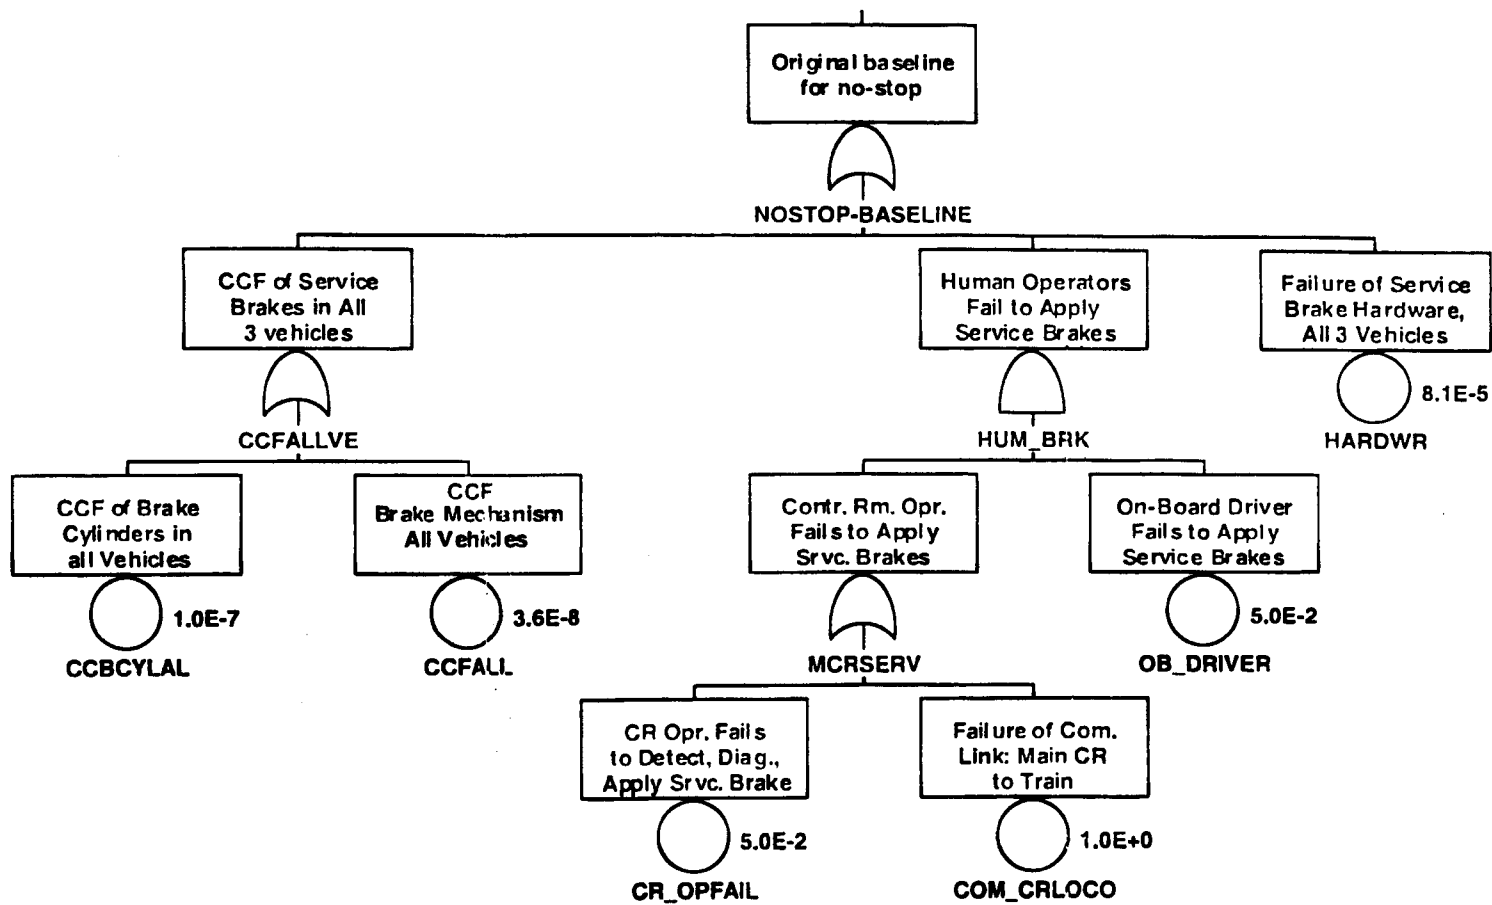 Original baseline
for no-stop
NOSTOP-BASELINE
CCF of Service
Brakes in All
3 vehicles
Human Operators
Fail to Apply
Service Brakes
Failure of Service
Brake Hardware,
All 3 Vehicles
8.1E-5
CCFALLVE
HUM_BRK
HARDWR
CCF of Brake
Cylinders in
all Vehicles
CCF
Brake Mechanism
All Vehicles
Contr. Rm. Opr.
Fails to Apply
Srvc. Brakes
On-Board Driver
Fails to Apply
Service Brakes
1.0E-7
3.6E-8
5.0E-2
CCBCYLAL
CCFALL
MCRSERV
OB_DRIVER
CR Opr. Fails
to Detect, Diag.,
Apply Srvc. Brake
Failure of Com.
Link: Main CR
to Train
5.0E-2
1.0E+0
CR_OPFAIL
COM_CRLOCO